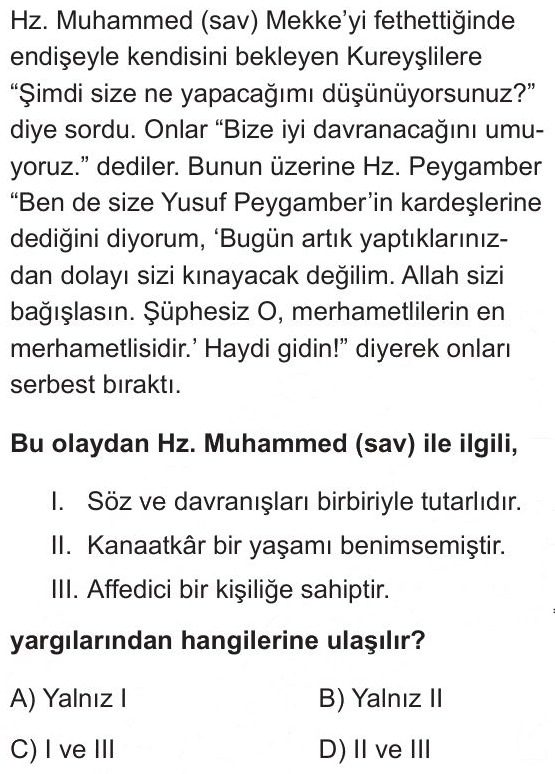 Hz. Muhammed (sav) Mekke’yi fethettiğinde
endişeyle kendisini bekleyen Kureyşlilere
“Şimdi size ne yapacağımı düşünüyorsunuz?”
diye sordu. Onlar “Bize iyi davranacağını umu-
yoruz.” dediler. Bunun üzerine Hz. Peygamber
“Ben de size Yusuf Peygamber’in kardeşlerine
dediğini diyorum, ‘Bugün artık yaptıklarınız-
dan dolayı sizi kınayacak değilim. Allah sizi
bağışlasın. Şüphesiz O, merhametlilerin en
merhametlisidir.’ Haydi gidin!” diyerek onları
serbest bıraktı.
Bu olaydan Hz. Muhammed (sav) ile ilgili,
I. Söz ve davranışları birbiriyle tutarlıdır.
II. Kanaatkâr bir yaşamı benimsemiştir.
III. Affedici bir kişiliğe sahiptir.
yargılarından hangilerine ulaşılır?
A) Yalnız I B) Yalnız II
C) I ve III D) II ve III